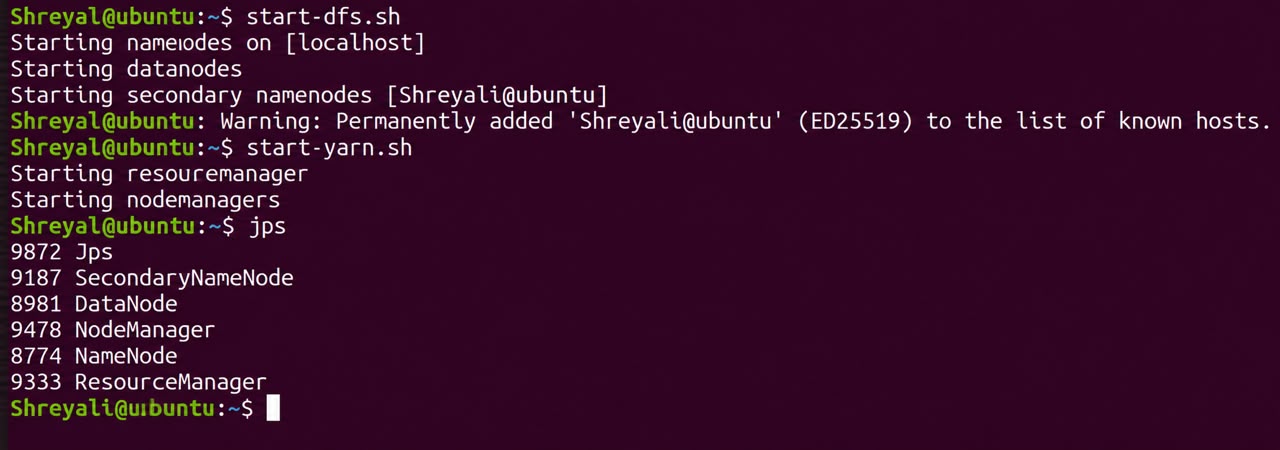 Shreyal@ubuntu:~$ start-dfs.sh
Starting nameıodes on [localhost]
Starting datanodes
Starting secondary namenodes [Shreyali@ubuntu]
Shreyal@ubuntu: Warning: Permanently added 'Shreyali@ubuntu' (ED25519) to the list of known hosts.
Shreyal@ubuntu:~$ start-yarn.sh
Starting resouremanager
Starting nodemanagers
Shreyal@ubuntu:~$ jps
9872 Jps
9187 SecondaryNameNode
8981 DataNode
9478 NodeManager
8774 NameNode
9333 ResourceManager
Shreyali@ubuntu:~$